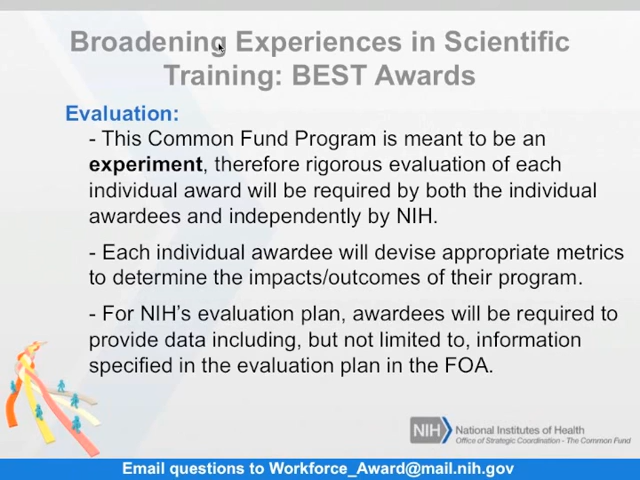 Broadening Experiences in Scientific
Training: BEST Awards
Evaluation:
- This Common Fund Program is meant to be an
experiment, therefore rigorous evaluation of each
individual award will be required by both the individual
awardees and independently by NIH.
- Each individual awardee will devise appropriate metrics
to determine the impacts/outcomes of their program.
- For NIH's evaluation plan, awardees will be required to
provide data including, but not limited to, information
specified in the evaluation plan in the FOA.
NIH National Institutes of Health
Office of Strategic Coordination - The Common Fund
Email questions to Workforce_Award@mail.nih.gov